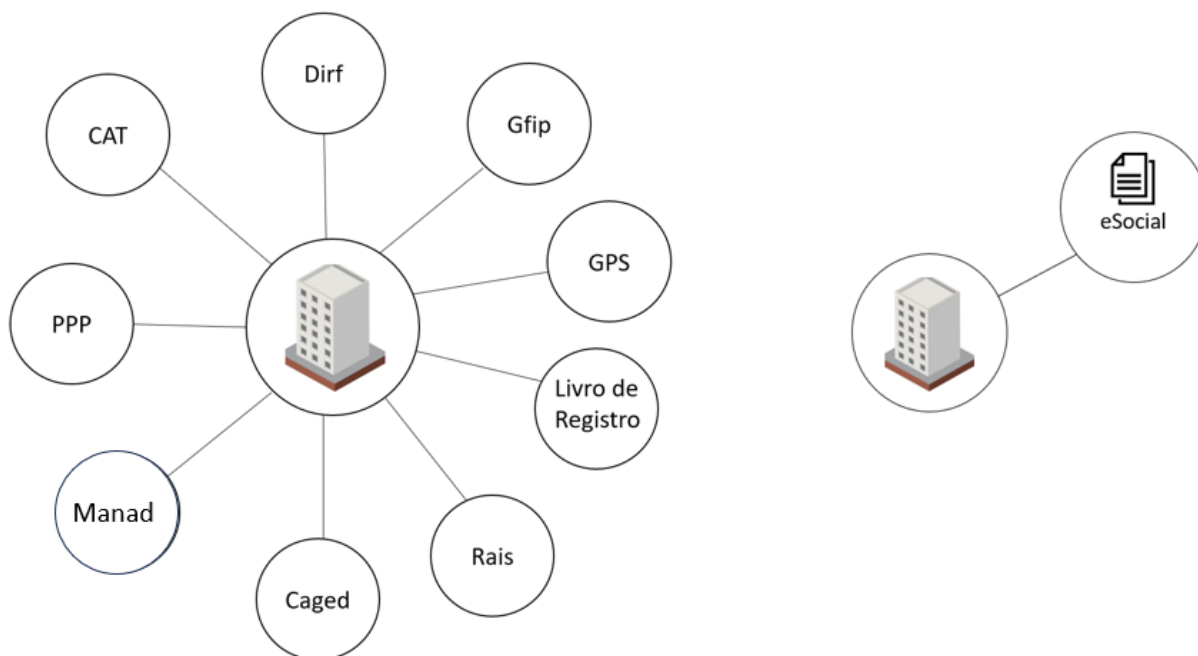 Dirf
Gfip
CAT
eSocial
GPS
PPP
Livro de
Registro
Manad
Rais
Caged